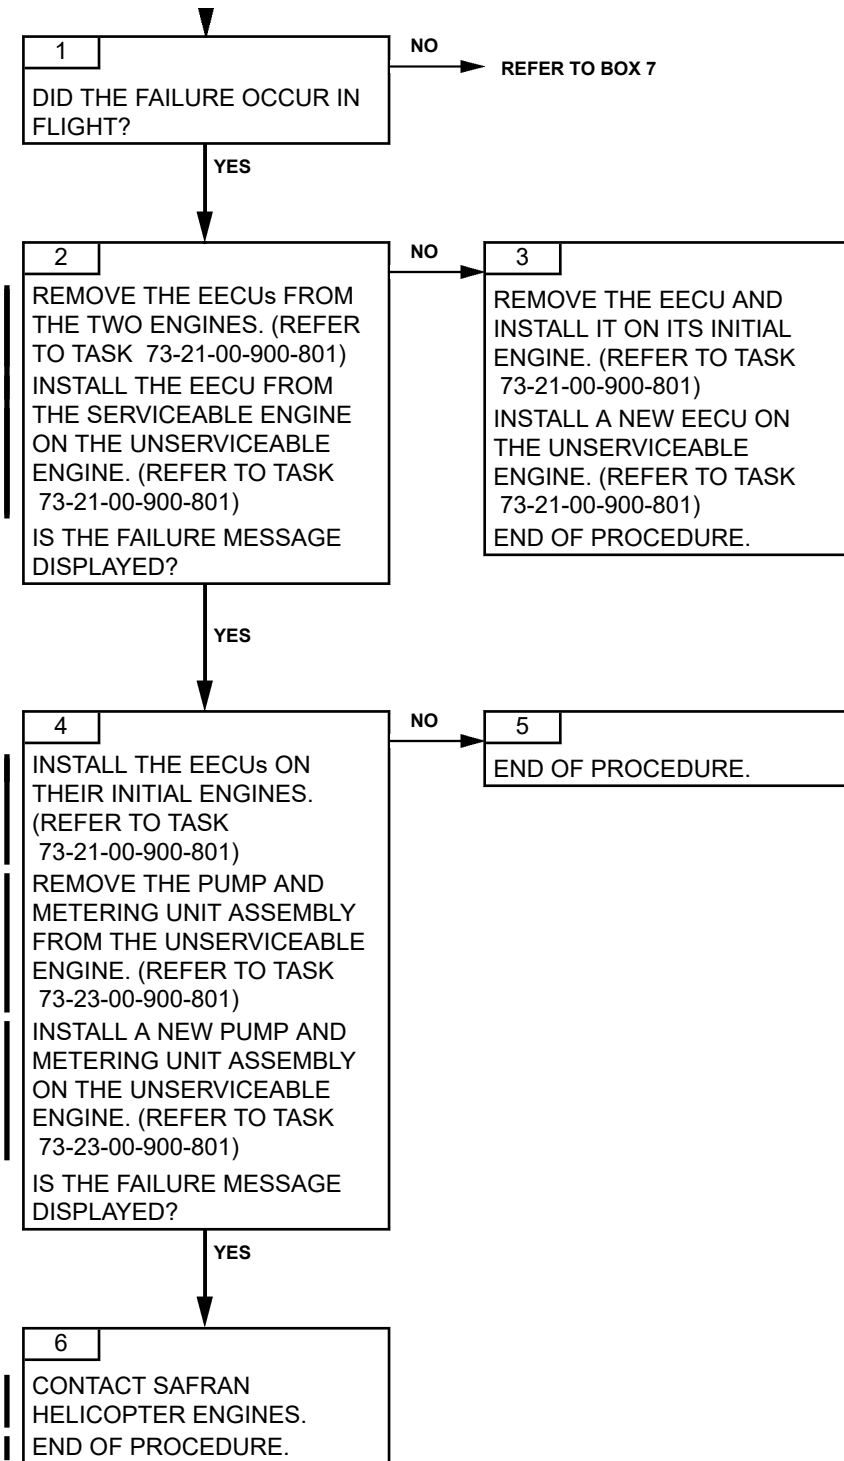 1
DID THE FAILURE OCCUR IN
FLIGHT?
NO
REFER TO BOX 7
YES
2
REMOVE THE EECUs FROM
THE TWO ENGINES. (REFER
TO TASK 73-21-00-900-801)
INSTALL THE EECU FROM
THE SERVICEABLE ENGINE
ON THE UNSERVICEABLE
ENGINE. (REFER TO TASK
73-21-00-900-801)
IS THE FAILURE MESSAGE
DISPLAYED?
NO
3
REMOVE THE EECU AND
INSTALL IT ON ITS INITIAL
ENGINE. (REFER TO TASK
73-21-00-900-801)
INSTALL A NEW EECU ON
THE UNSERVICEABLE
ENGINE. (REFER TO TASK
73-21-00-900-801)
END OF PROCEDURE.
YES
4
INSTALL THE EECUs ON
THEIR INITIAL ENGINES.
(REFER TO TASK
73-21-00-900-801)
REMOVE THE PUMP AND
METERING UNIT ASSEMBLY
FROM THE UNSERVICEABLE
ENGINE. (REFER TO TASK
73-23-00-900-801)
INSTALL A NEW PUMP AND
METERING UNIT ASSEMBLY
ON THE UNSERVICEABLE
ENGINE. (REFER TO TASK
73-23-00-900-801)
IS THE FAILURE MESSAGE
DISPLAYED?
NO
5
END OF PROCEDURE.
YES
6
CONTACT SAFRAN
HELICOPTER ENGINES.
END OF PROCEDURE.